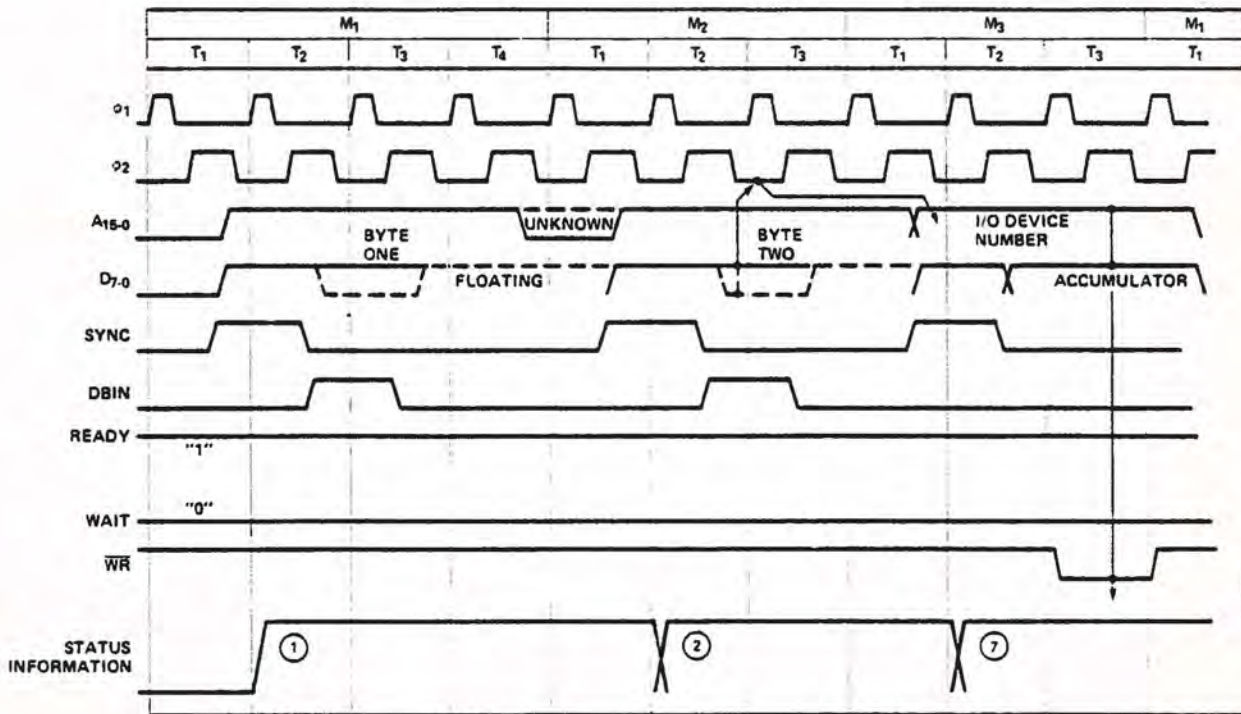 M1 M2 M3 M1
T1 T2 T3 T4 T1 T2 T3 T1 T2 T3 T1
φ1
φ2
A15-0 UNKNOWN I/O DEVICE
NUMBER
BYTE
ONE
BYTE
TWO
D7-0 FLOATING ACCUMULATOR
SYNC
DBIN
READY
"1"
"0"
WAIT
WR
STATUS
INFORMATION
1 2 7